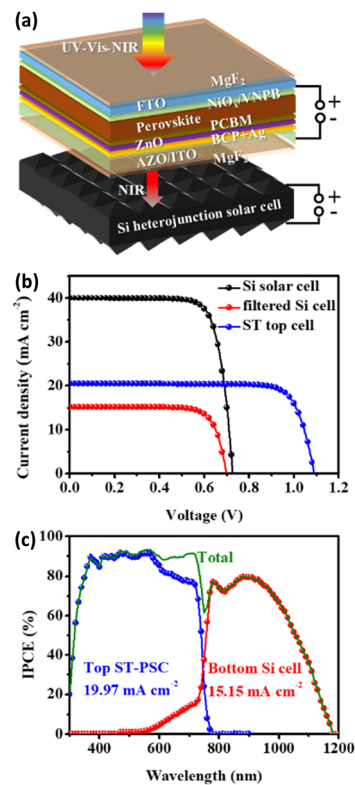 (a)
UV-Vis-NIR
MgF2
FTO
NiOx/VNPB
Perovskite
PCBM
ZnO
BCP+Ag
AZO/ITO
MgF2
NIR
Si heterojunction solar cell
+
-
+
-
(b)
Si solar cell
filtered Si cell
ST top cell
Current density (mA cm-2)
40
30
20
10
0
0.0 0.2 0.4 0.6 0.8 1.0 1.2
Voltage (V)
(c)
100
80
60
40
20
0
IPCE (%)
Total
Top ST-PSC
19.97 mA cm-2
Bottom Si cell
15.15 mA cm-2
400 600 800 1000 1200
Wavelength (nm)